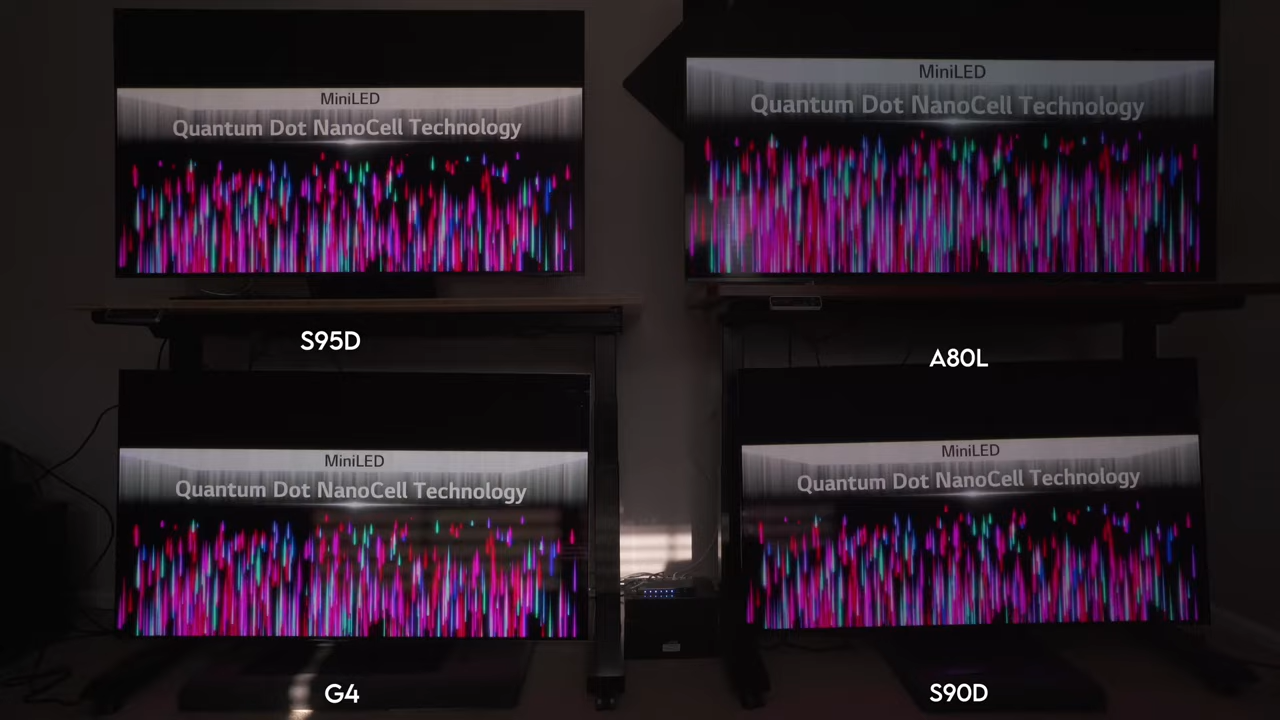 MiniLED
Quantum Dot NanoCell Technology
S95D
MiniLED
Quantum Dot NanoCell Technology
A80L
MiniLED
Quantum Dot NanoCell Technology
G4
MiniLED
Quantum Dot NanoCell Technology
S90D